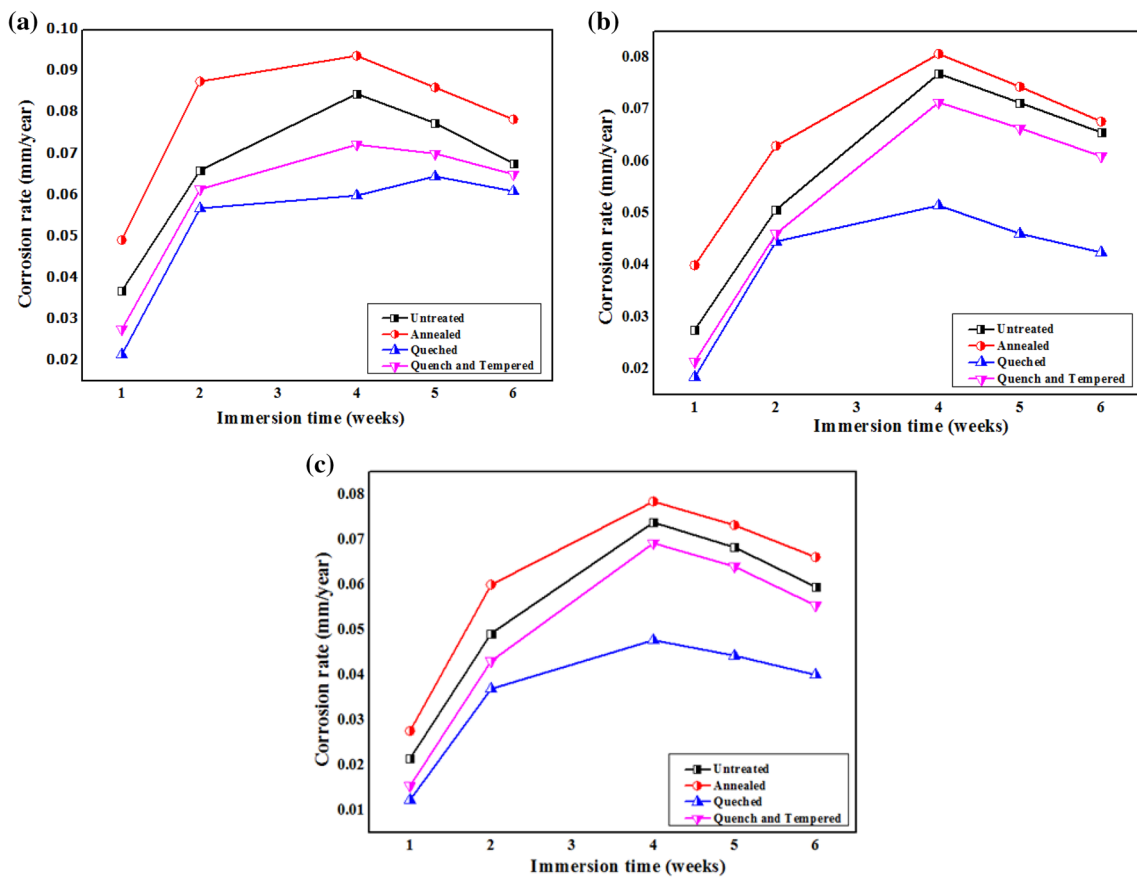 (a)
Corrosion rate (mm/year)
0.10
0.09
0.08
0.07
0.06
0.05
0.04
0.03
0.02
Untreated
Annealed
Queched
Quench and Tempered
1 2 3 4 5 6
Immersion time (weeks)
(b)
Corrosion rate (mm/year)
0.08
0.07
0.06
0.05
0.04
0.03
0.02
Untreated
Annealed
Queched
Quench and Tempered
1 2 3 4 5 6
Immersion time (weeks)
(c)
Corrosion rate (mm/year)
0.08
0.07
0.06
0.05
0.04
0.03
0.02
0.01
Untreated
Annealed
Queched
Quench and Tempered
1 2 3 4 5 6
Immersion time (weeks)